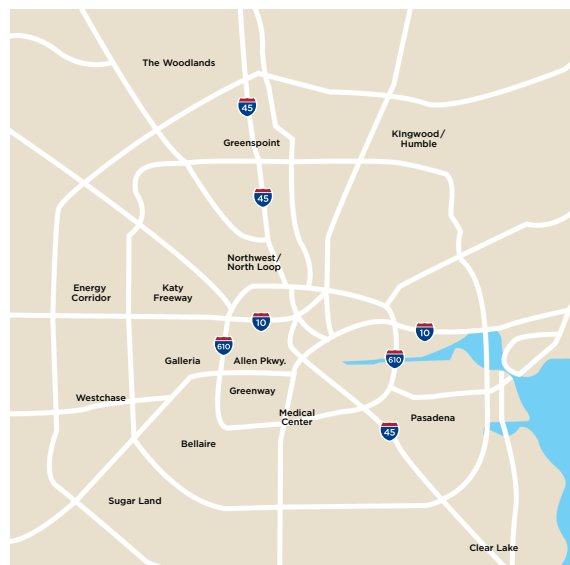 The Woodlands
45
Greenspoint
KIngwood/
Humble
45
Northwest/
North Loop
Energy
Corridor
Katy
Freeway
10
10
610
Galleria
Allen Pkwy.
610
Greenway
Westchase
Medical
Center
Pasadena
45
Bellaire
Sugar Land
Clear Lake